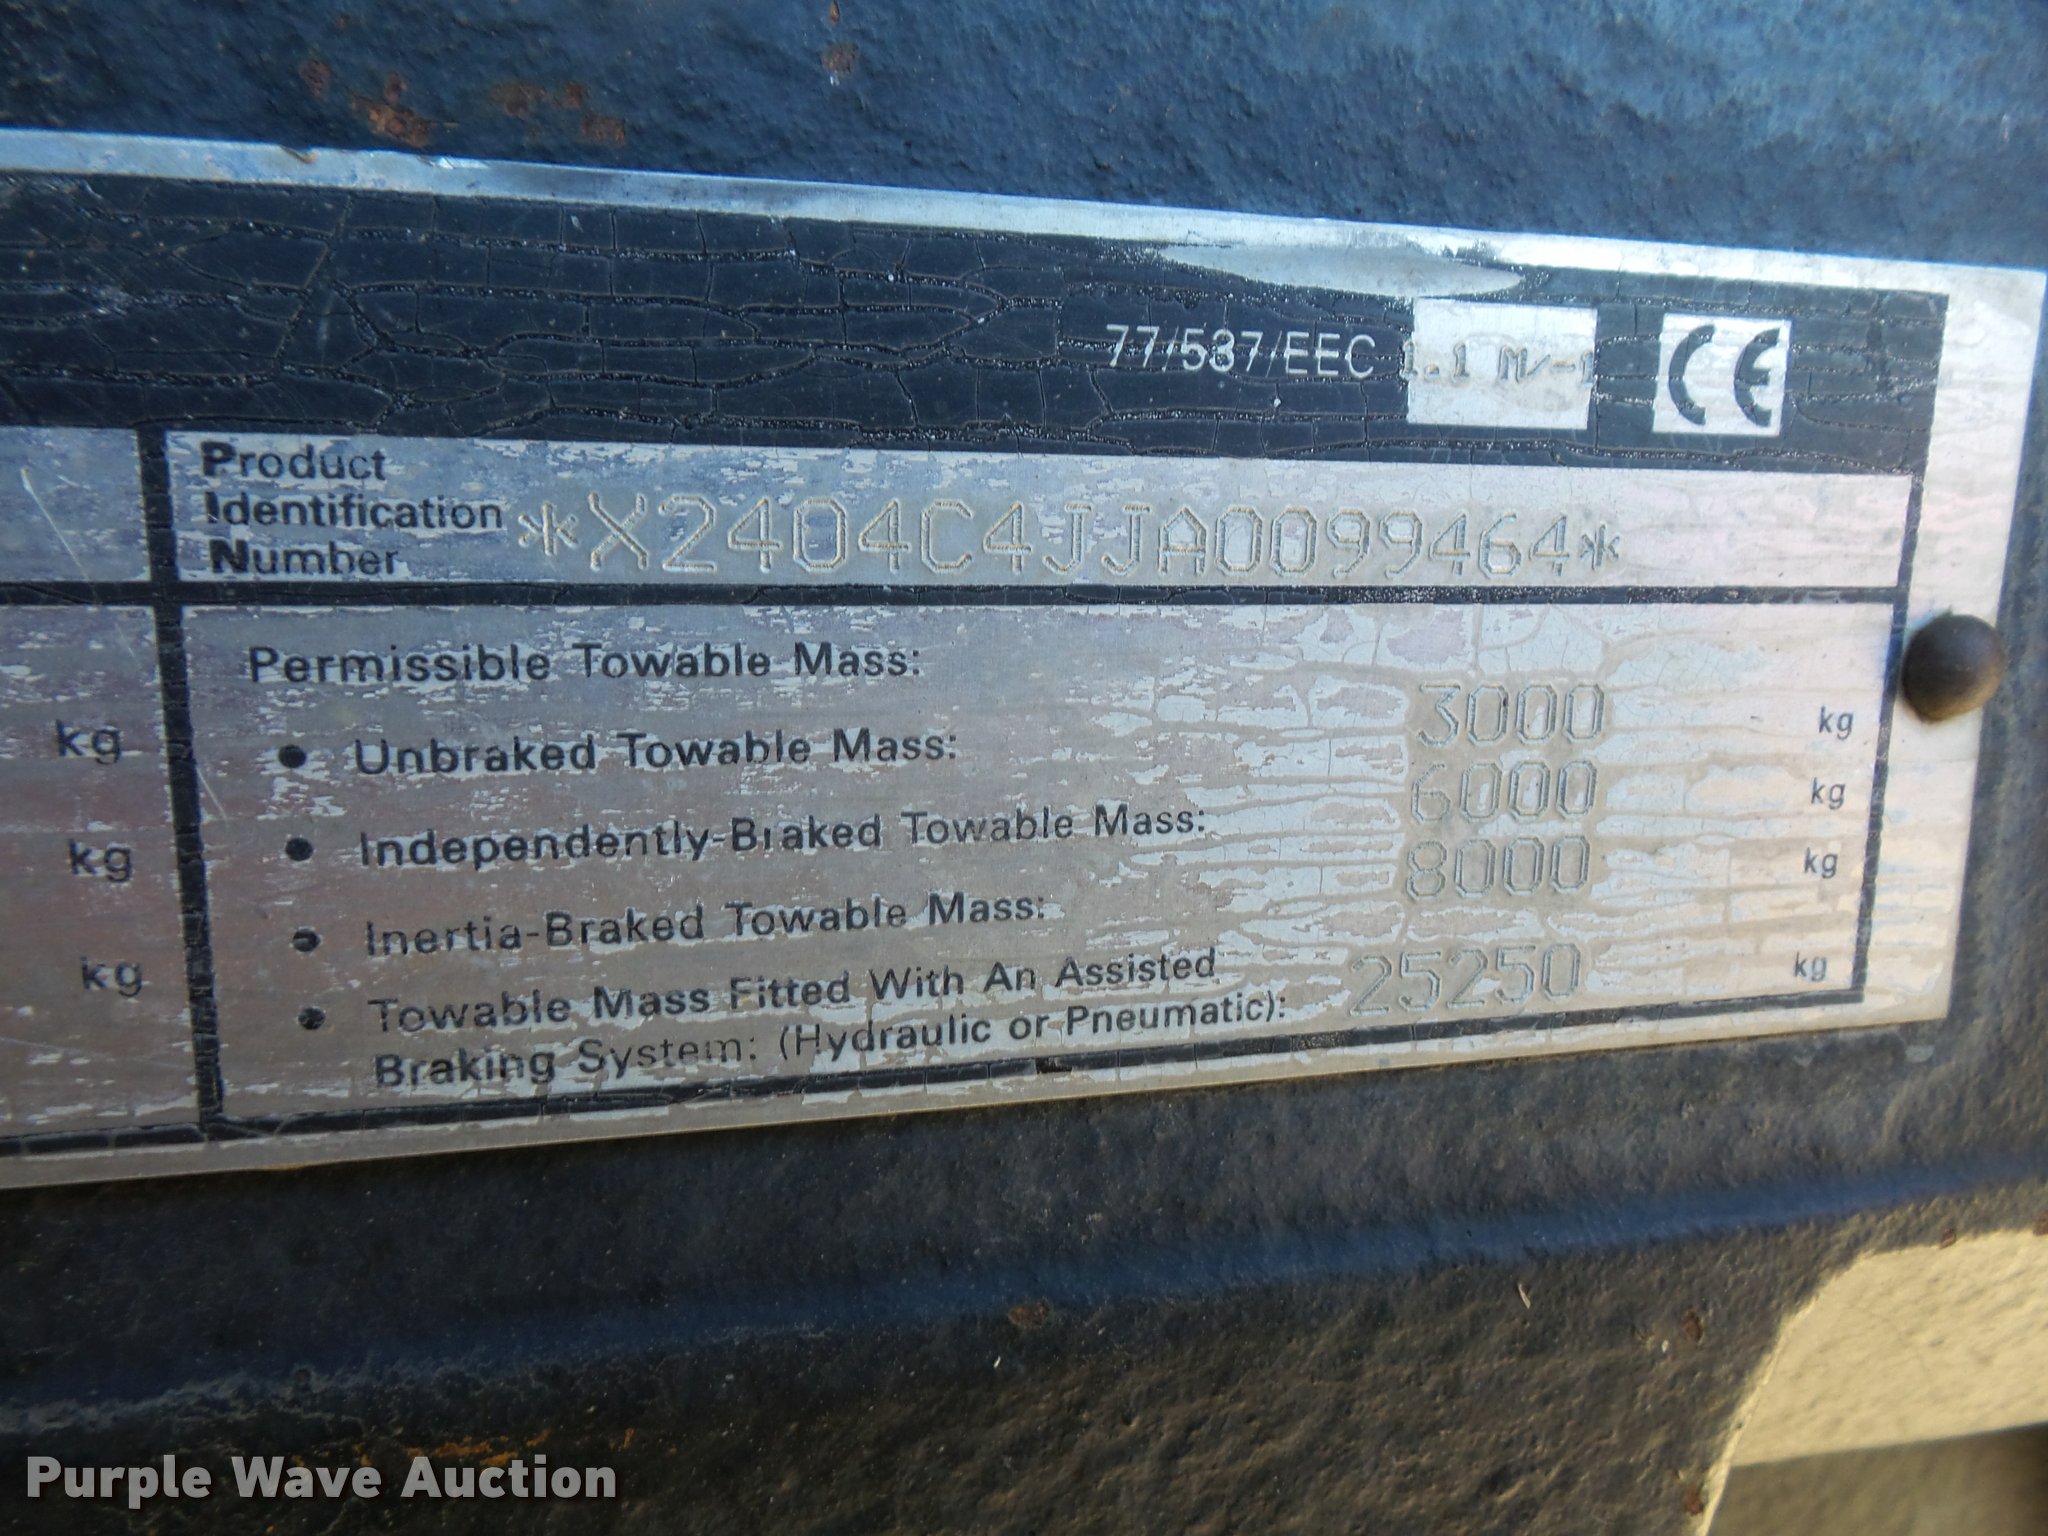 77/537/EEC 1.1 M/-1 CE
Product
Identification
Number
*X2404C4JJA0099464*
Permissible Towable Mass:
• Unbraked Towable Mass: 3000 kg
• Independently-Braked Towable Mass: 6000 kg
• Inertia-Braked Towable Mass: 8000 kg
• Towable Mass Fitted With An Assisted
Braking System: (Hydraulic or Pneumatic): 25250 kg
kg
kg
kg
Purple Wave Auction